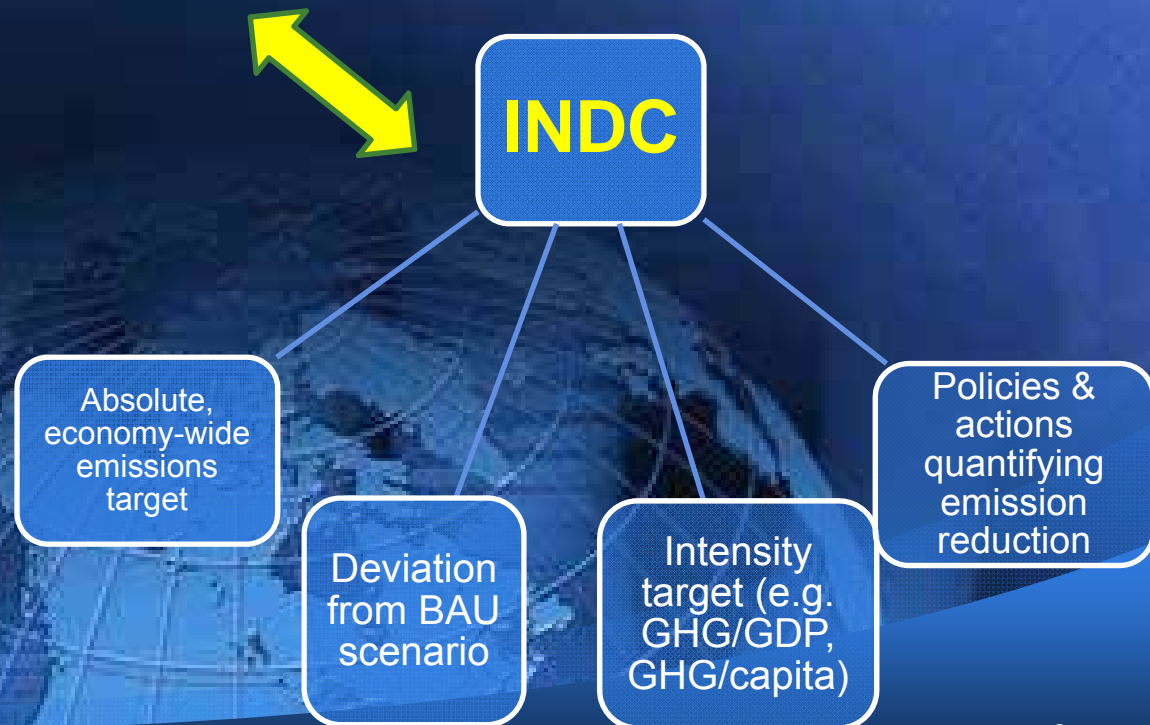 INDC
Absolute,
economy-wide
emissions
target
Deviation
from BAU
scenario
Intensity
target (e.g.
GHG/GDP,
GHG/capita)
Policies &
actions
quantifying
emission
reduction